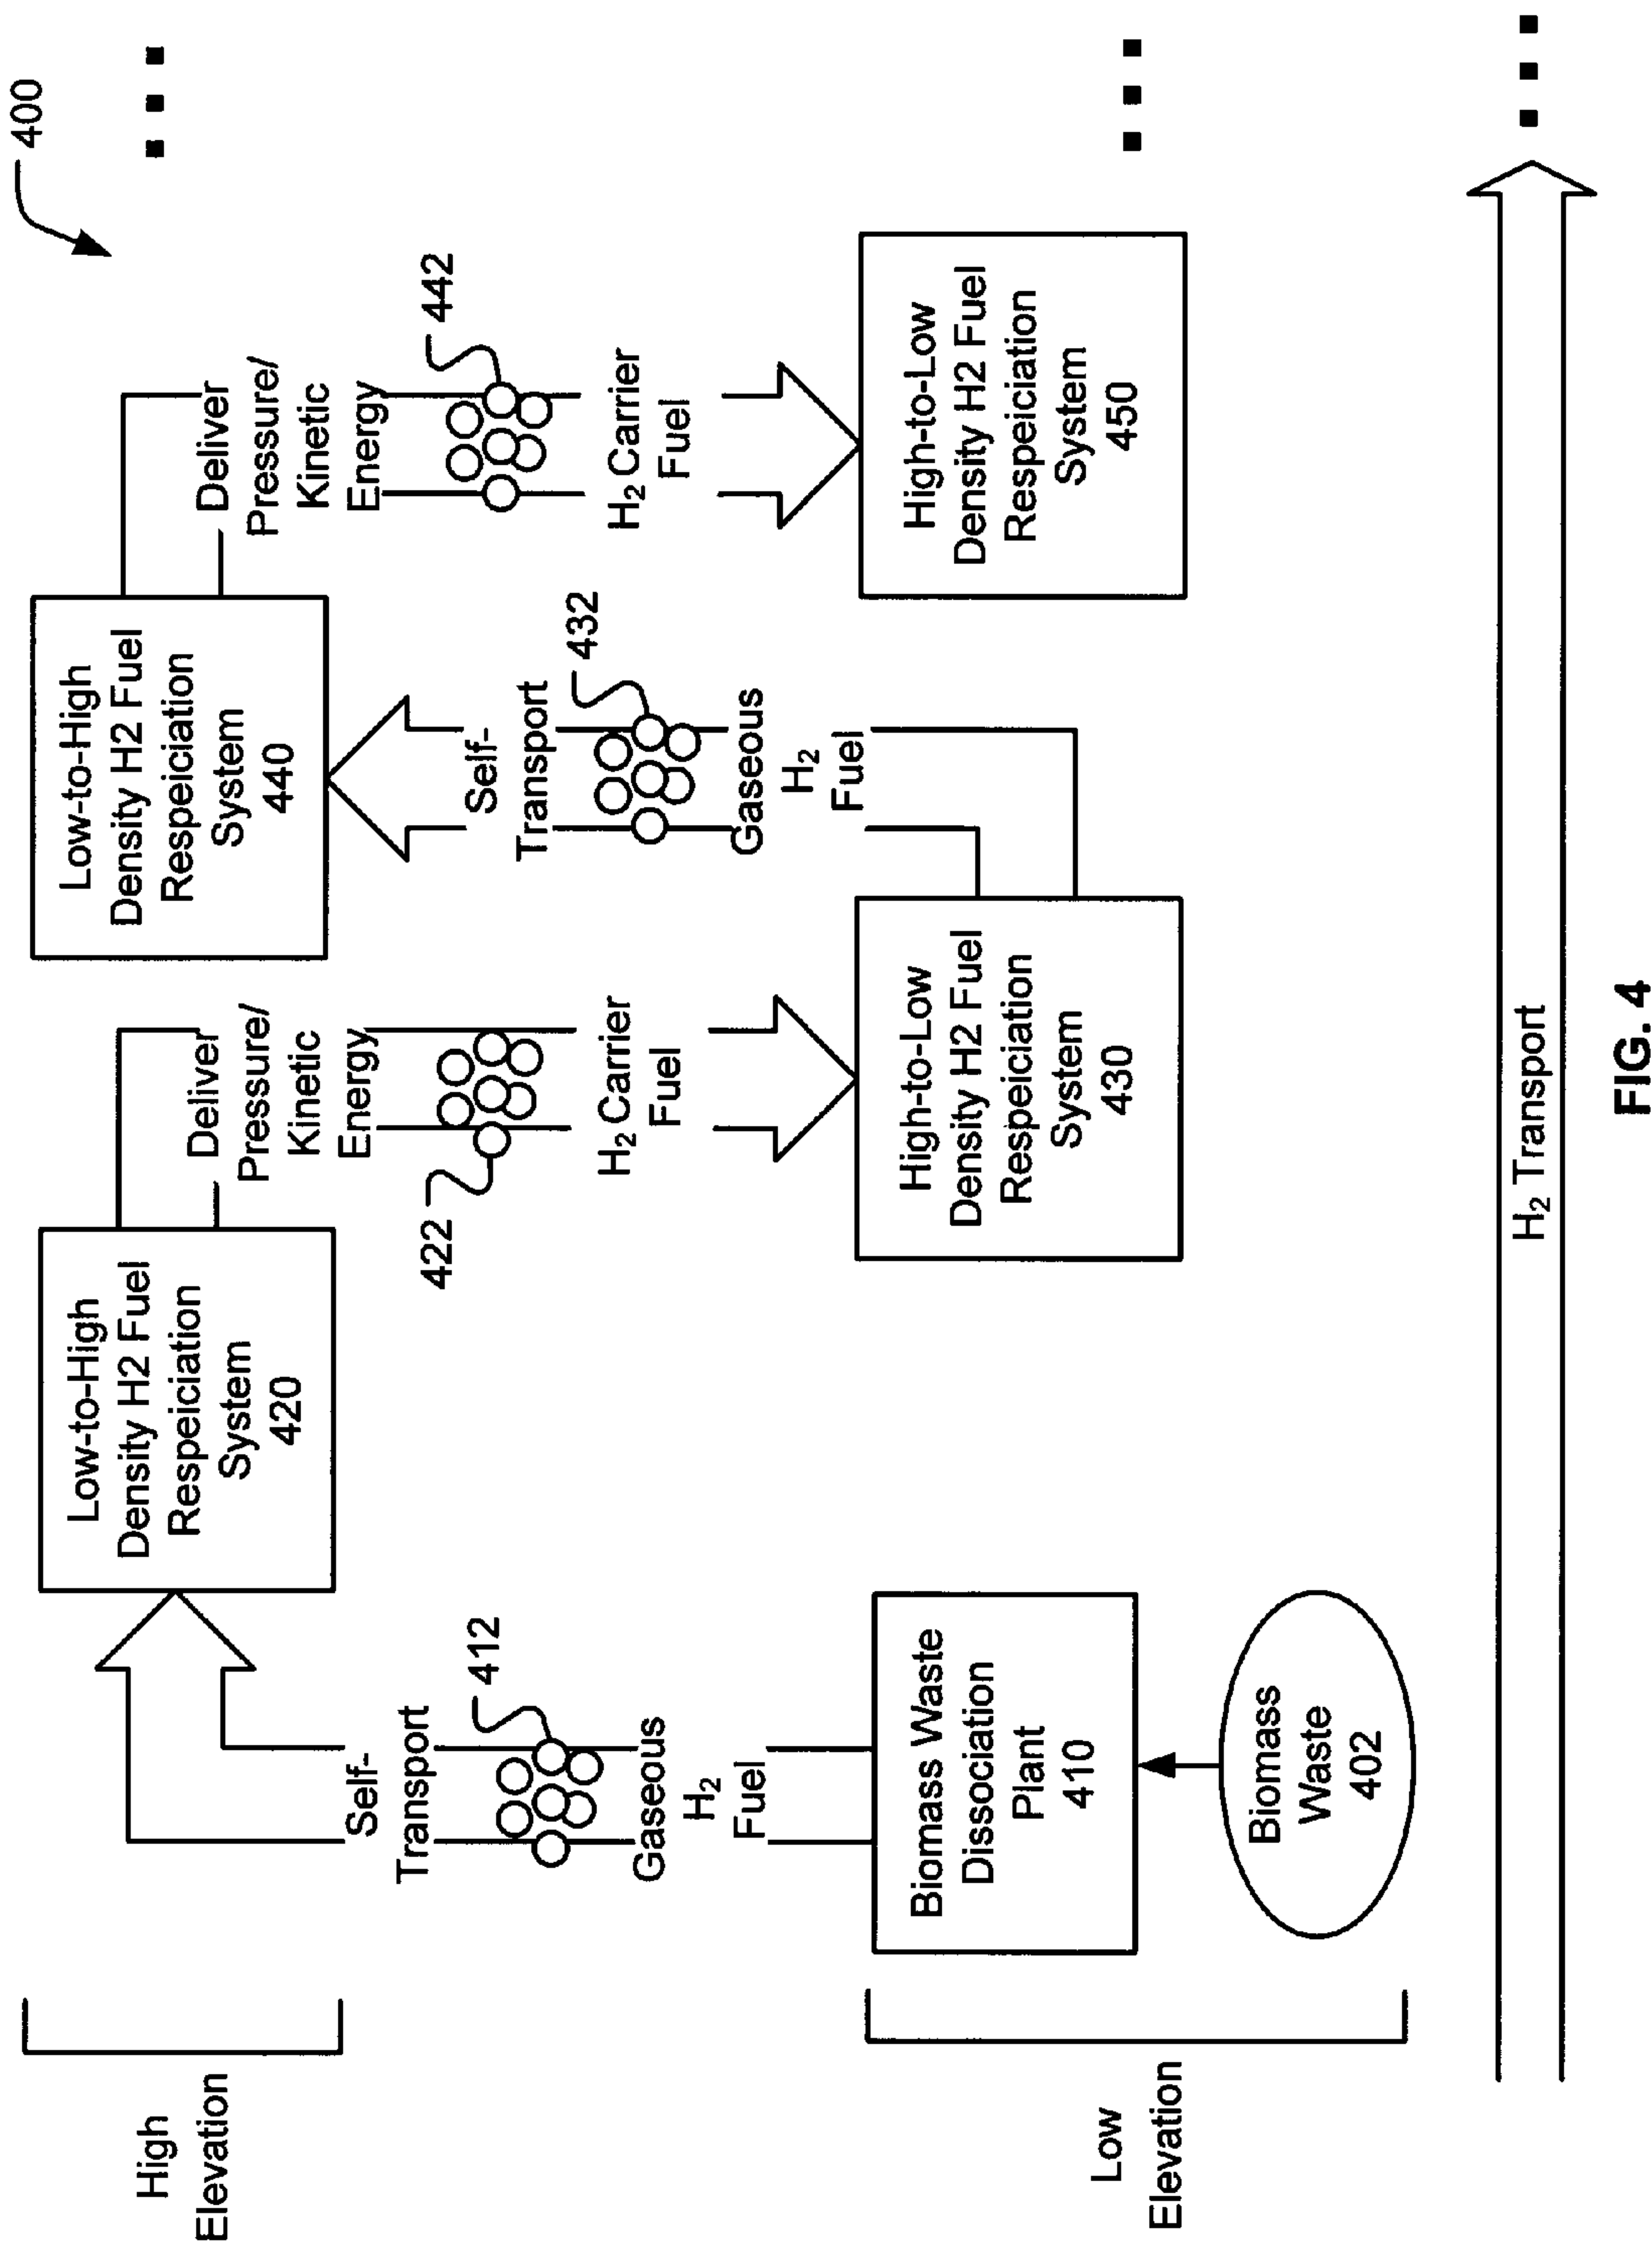 400
High
Elevation
Low-to-High
Density H2 Fuel
Respeiciation
System
420
Low-to-High
Density H2 Fuel
Respeiciation
System
440
Self-
Transport
412
Gaseous
H₂
Fuel
Deliver
Pressure/
Kinetic
Energy
422
H₂ Carrier
Fuel
Self-
Transport
432
Gaseous
H₂
Fuel
Deliver
Pressure/
Kinetic
Energy
442
H₂ Carrier
Fuel
Low
Elevation
Biomass Waste
Dissociation
Plant
410
Biomass
Waste
402
High-to-Low
Density H2 Fuel
Respeiciation
System
430
High-to-Low
Density H2 Fuel
Respeiciation
System
450
H₂ Transport
FIG. 4